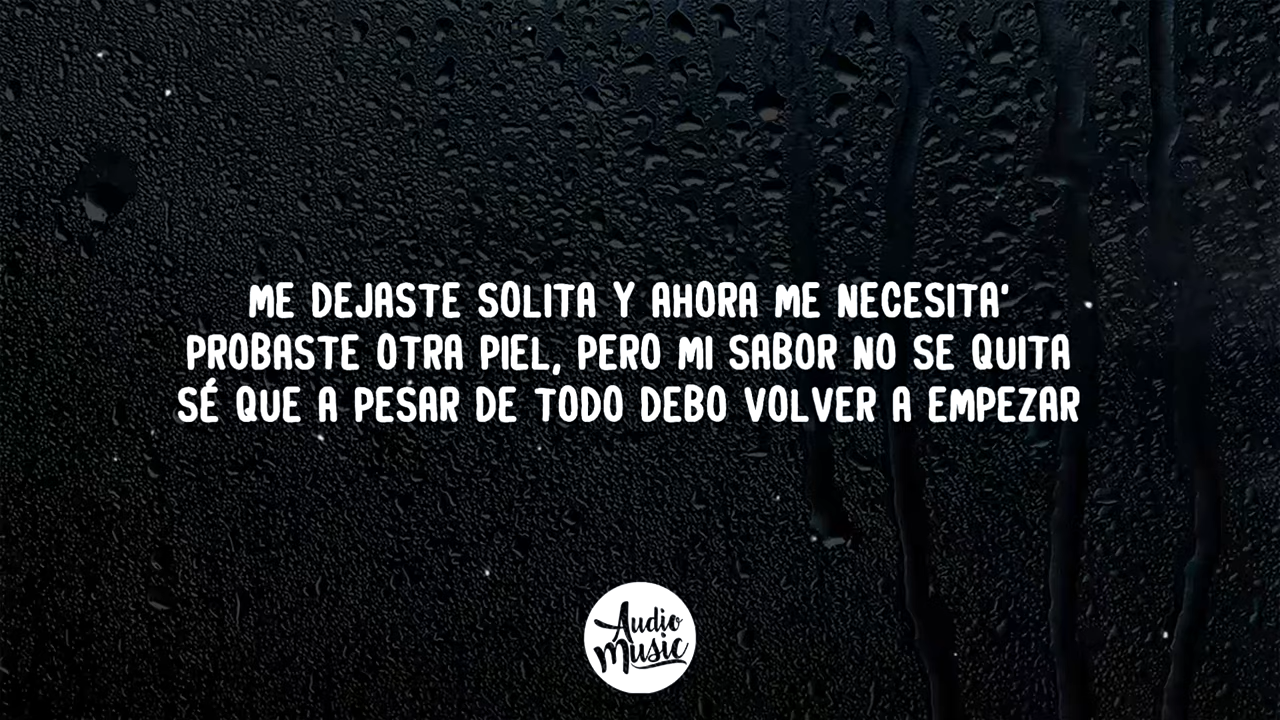 ME DEJASTE SOLITA Y AHORA ME NECESITA'
PROBASTE OTRA PIEL, PERO MI SABOR NO SE QUITA
SÉ QUE A PESAR DE TODO DEBO VOLVER A EMPEZAR
Audio
Music